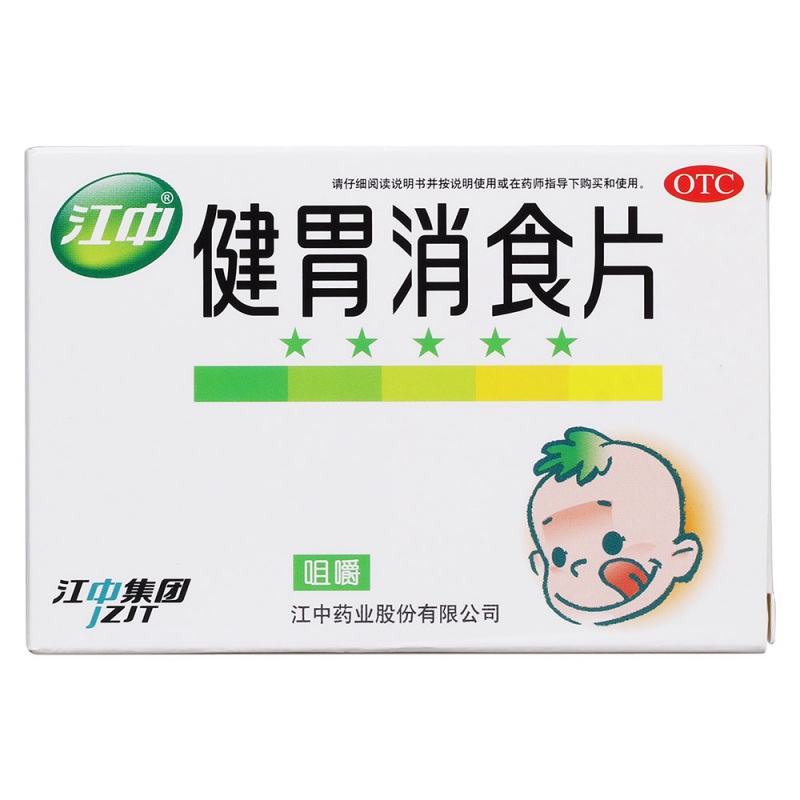 请仔细阅读说明书并按说明使用或在药师指导下购买和使用。
OTC
江中®
健胃消食片
咀嚼
江中集团
JZJT
江中药业股份有限公司